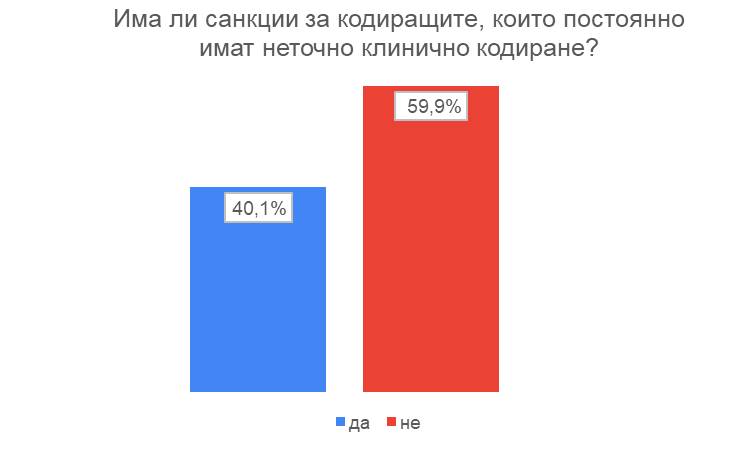 Има ли санкции за кодиращите, които постоянно
имат неточно клинично кодиране?
59,9%
40,1%
да не